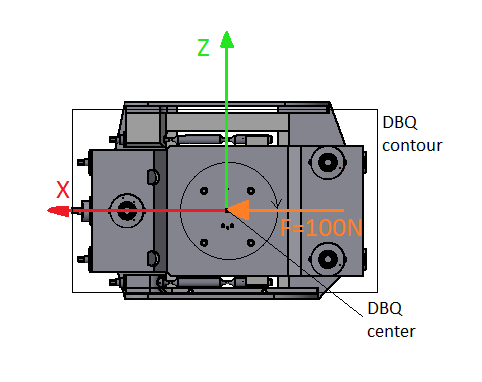 Z
DBQ
contour
X
F=100N
DBQ
center